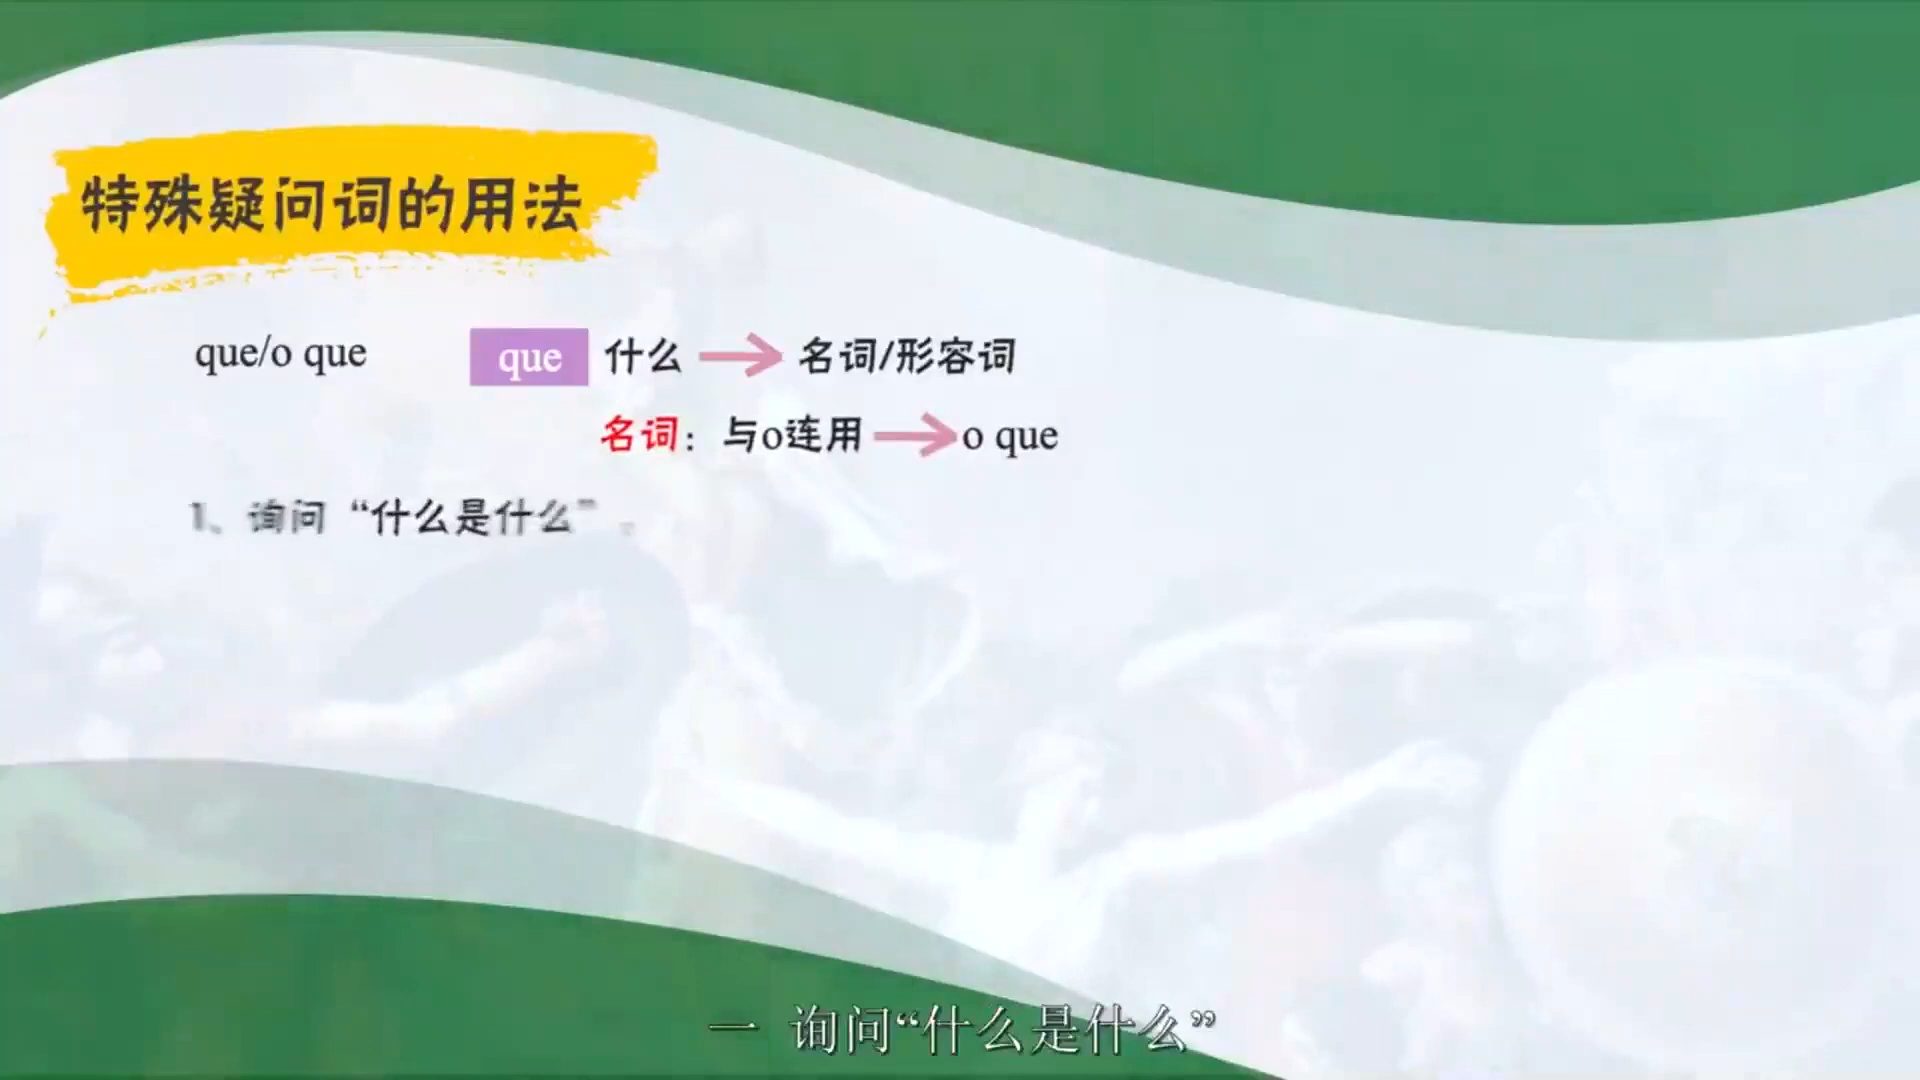 特殊疑问词的用法
que/o que que 什么 → 名词/形容词
名词：与o连用 → o que
1、询问“什么是什么”。
一 询问“什么是什么”